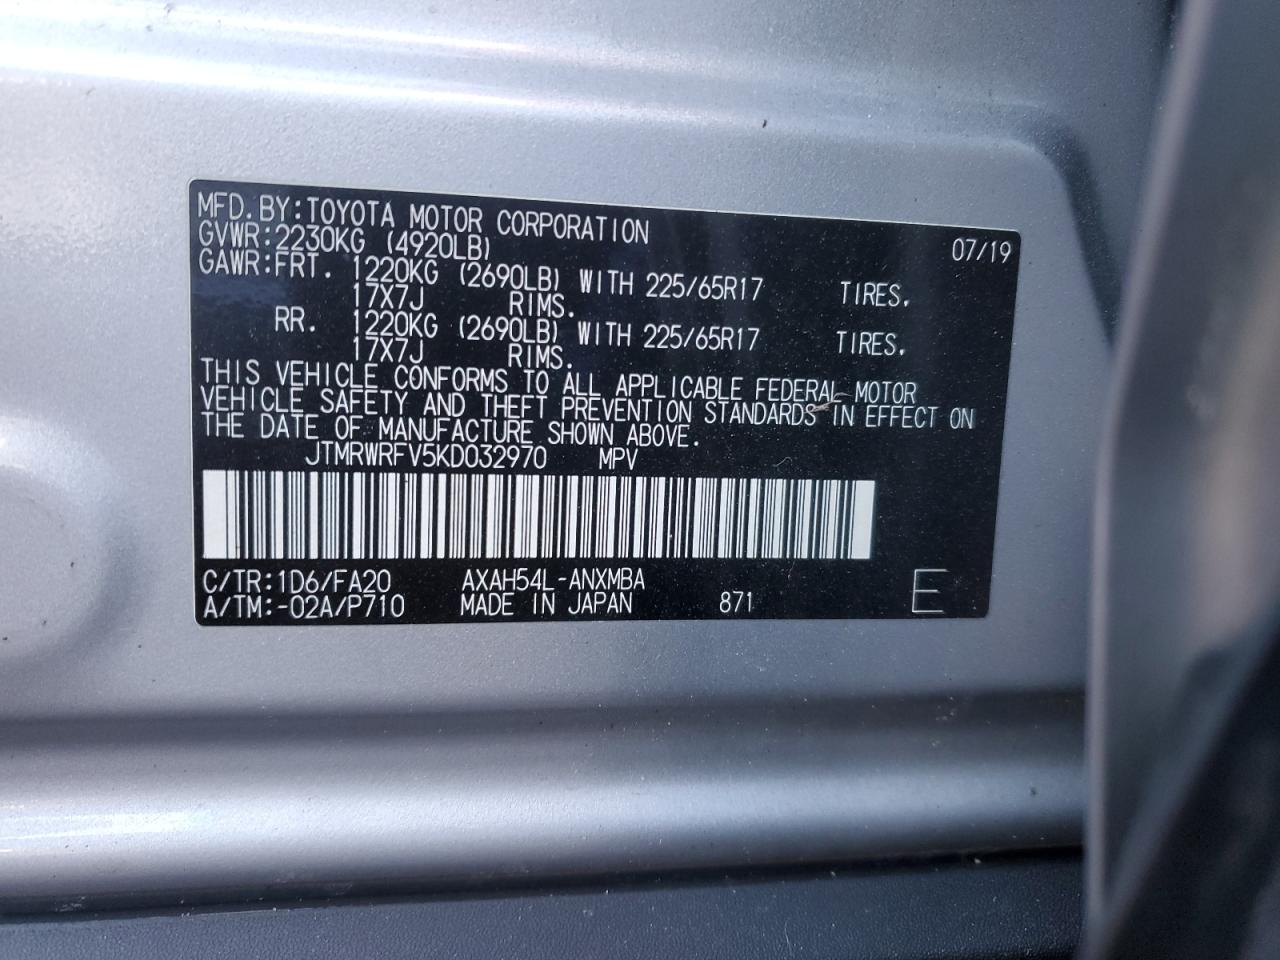 MFD.BY:TOYOTA MOTOR CORPORATION 07/19
GVWR:2230KG (4920LB)
GAWR:FRT. 1220KG (2690LB) WITH 225/65R17 TIRES.
17X7J RIMS.
RR. 1220KG (2690LB) WITH 225/65R17 TIRES.
17X7J RIMS.
THIS VEHICLE CONFORMS TO ALL APPLICABLE FEDERAL MOTOR
VEHICLE SAFETY AND THEFT PREVENTION STANDARDS IN EFFECT ON
THE DATE OF MANUFACTURE SHOWN ABOVE.
JTMRWRFV5KD032970 MPV
C/TR:1D6/FA20 AXAH54L-ANXMBA E
A/TM:-02A/P710 MADE IN JAPAN 871